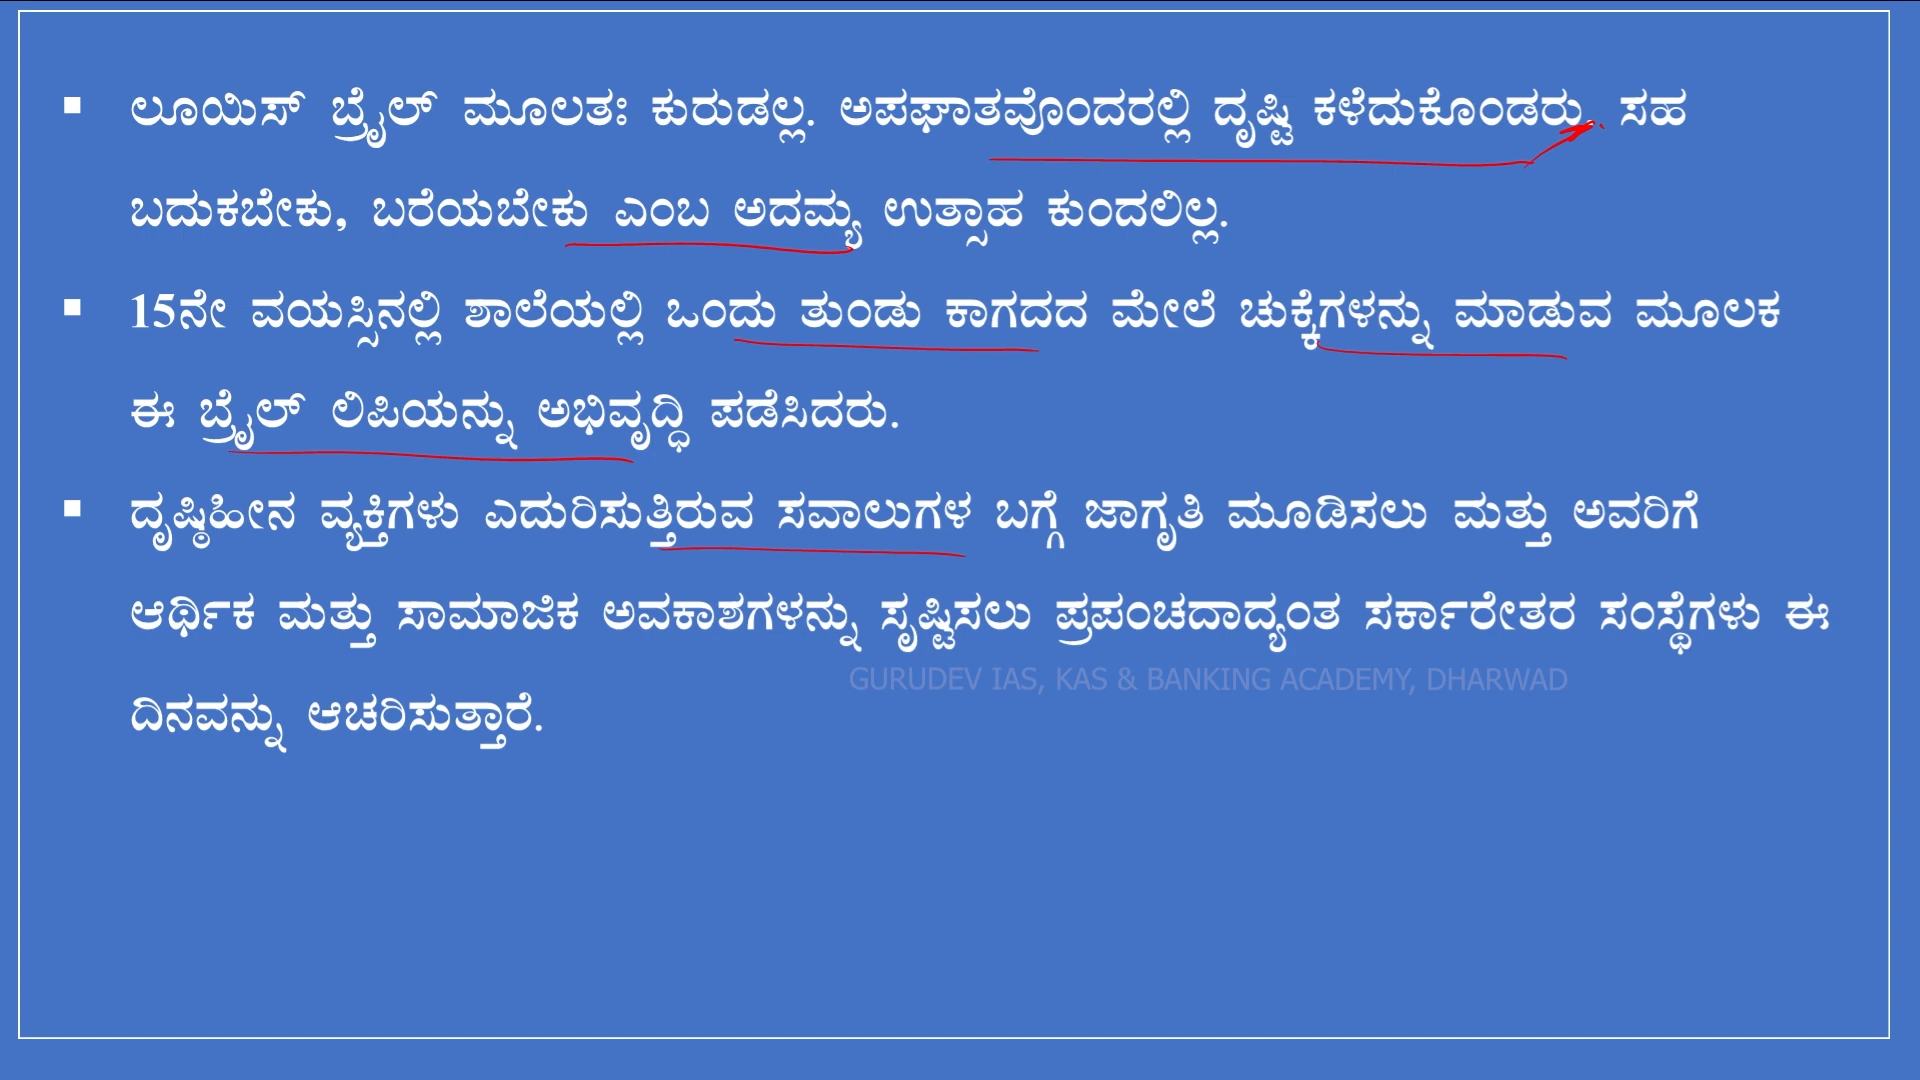 ▪ ಲೂಯಿಸ್ ಬ್ರೈಲ್ ಮೂಲತಃ ಕುರುಡಲ್ಲ. ಅಪಘಾತವೊಂದರಲ್ಲಿ ದೃಷ್ಟಿ ಕಳೆದುಕೊಂಡರು. ಸಹ
ಬದುಕಬೇಕು, ಬರೆಯಬೇಕು ಎಂಬ ಅದಮ್ಯ ಉತ್ಸಾಹ ಕುಂದಲಿಲ್ಲ.
▪ 15ನೇ ವಯಸ್ಸಿನಲ್ಲಿ ಶಾಲೆಯಲ್ಲಿ ಒಂದು ತುಂಡು ಕಾಗದದ ಮೇಲೆ ಚುಕ್ಕೆಗಳನ್ನು ಮಾಡುವ ಮೂಲಕ
ಈ ಬ್ರೈಲ್ ಲಿಪಿಯನ್ನು ಅಭಿವೃದ್ಧಿ ಪಡೆಸಿದರು.
▪ ದೃಷ್ಠಿಹೀನ ವ್ಯಕ್ತಿಗಳು ಎದುರಿಸುತ್ತಿರುವ ಸವಾಲುಗಳ ಬಗ್ಗೆ ಜಾಗೃತಿ ಮೂಡಿಸಲು ಮತ್ತು ಅವರಿಗೆ
ಆರ್ಥಿಕ ಮತ್ತು ಸಾಮಾಜಿಕ ಅವಕಾಶಗಳನ್ನು ಸೃಷ್ಟಿಸಲು ಪ್ರಪಂಚದಾದ್ಯಂತ ಸರ್ಕಾರೇತರ ಸಂಸ್ಥೆಗಳು ಈ
GURUDEV IAS, KAS & BANKING ACADEMY, DHARWAD
ದಿನವನ್ನು ಆಚರಿಸುತ್ತಾರೆ.